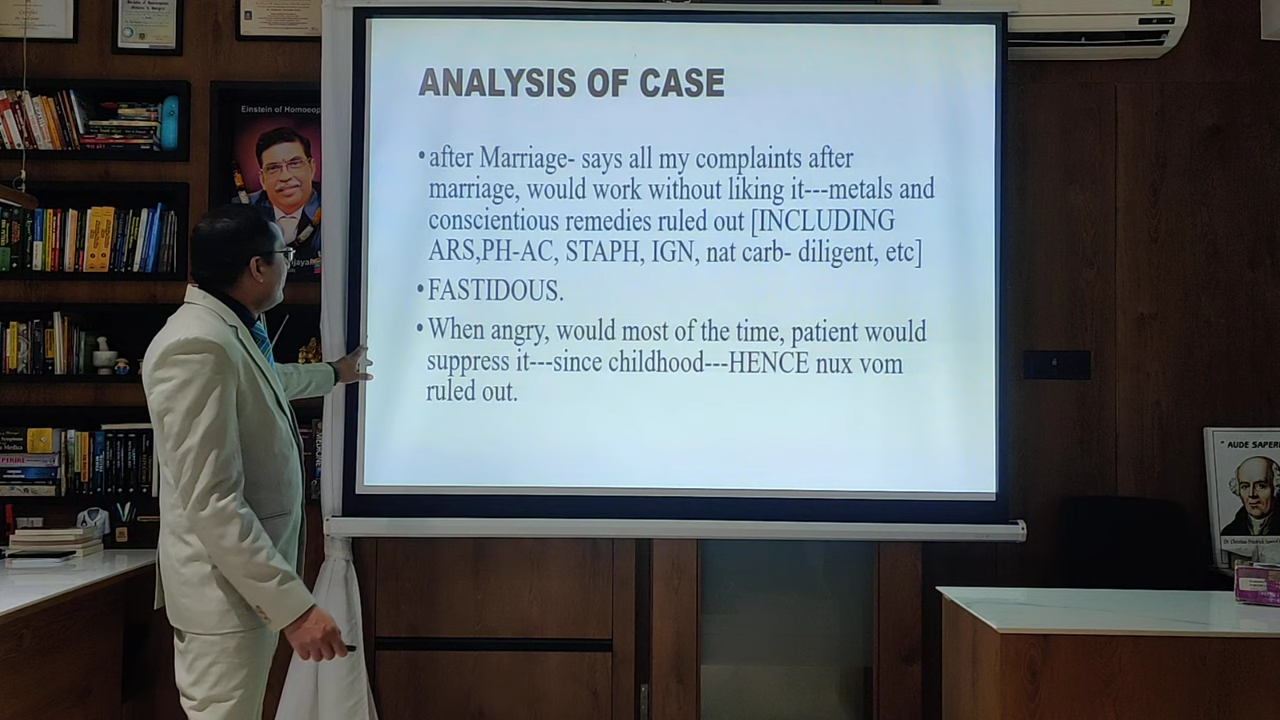 Einstein of Homoeop
ANALYSIS OF CASE
•after Marriage- says all my complaints after
marriage, would work without liking it---metals and
conscientious remedies ruled out [INCLUDING
ARS,PH-AC, STAPH, IGN, nat carb- diligent, etc]
•FASTIDOUS.
•When angry, would most of the time, patient would
suppress it---since childhood---HENCE nux vom
ruled out.
" AUDE SAPER